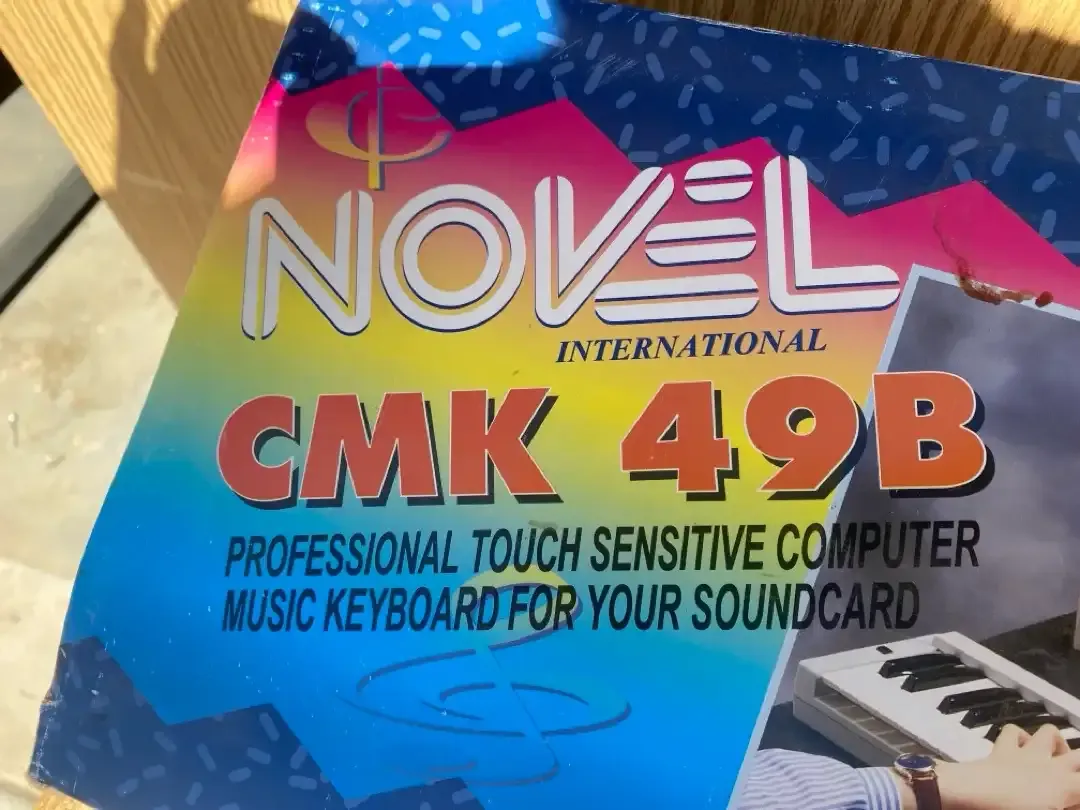 NOVEL
INTERNATIONAL
CMK 49B
PROFESSIONAL TOUCH SENSITIVE COMPUTER
MUSIC KEYBOARD FOR YOUR SOUNDCARD